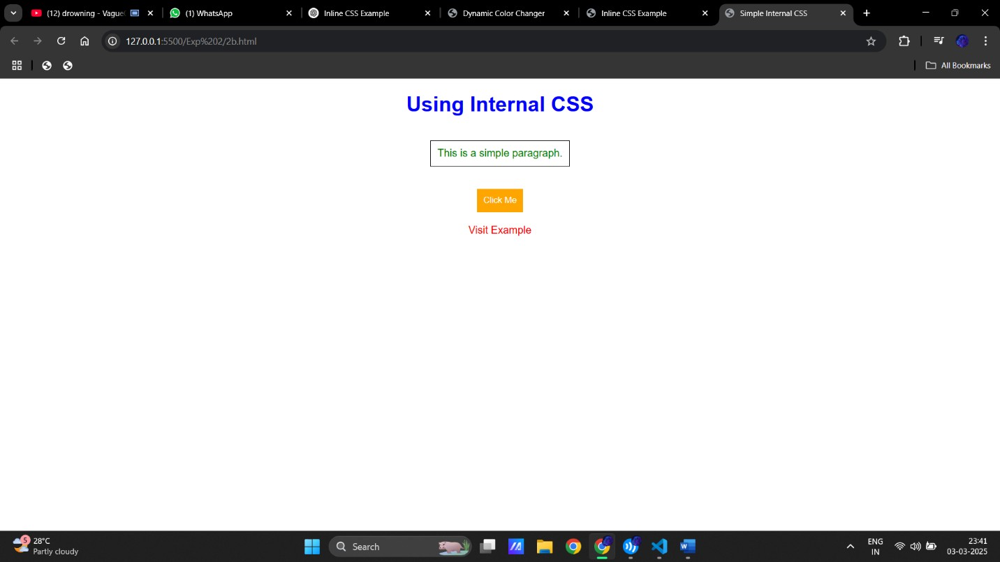 (12) drowning - Vague
(1) WhatsApp
Inline CSS Example
Dynamic Color Changer
Inline CSS Example
Simple Internal CSS
127.0.0.1:5500/Exp%202/2b.html
All Bookmarks
Using Internal CSS
This is a simple paragraph.
Click Me
Visit Example
5
28°C
Partly cloudy
Search
ENG
IN
23:41
03-03-2025